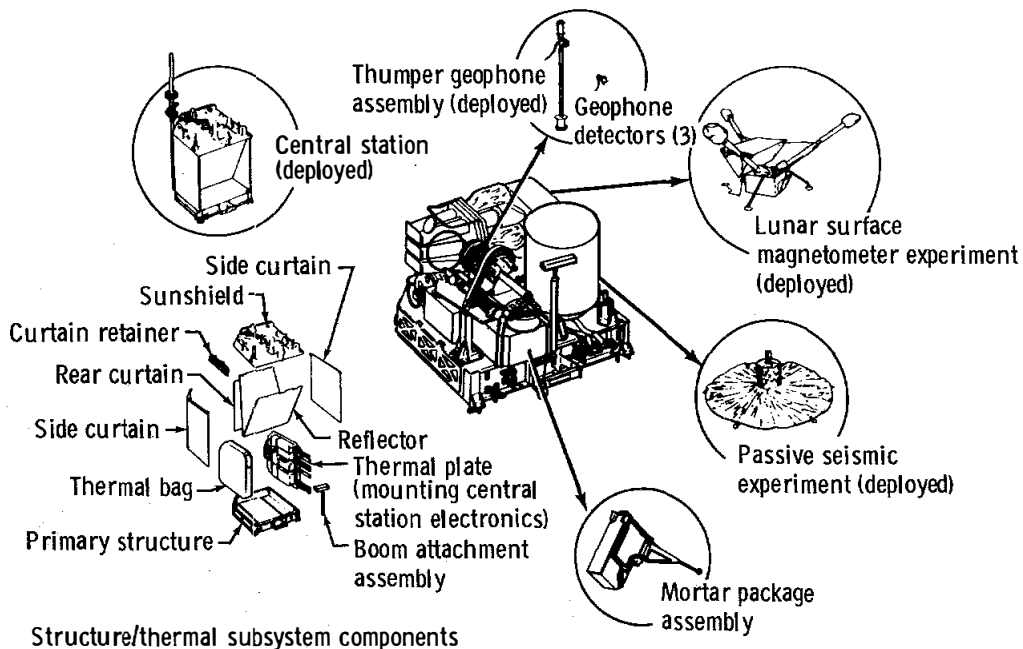 Thumper geophone
assembly (deployed)
Geophone
detectors (3)
Central station
(deployed)
Lunar surface
magnetometer experiment
(deployed)
Side curtain
Sunshield
Curtain retainer
Rear curtain
Side curtain
Reflector
Thermal plate
(mounting central
station electronics)
Thermal bag
Primary structure
Boom attachment
assembly
Passive seismic
experiment (deployed)
Mortar package
assembly
Structure/thermal subsystem components